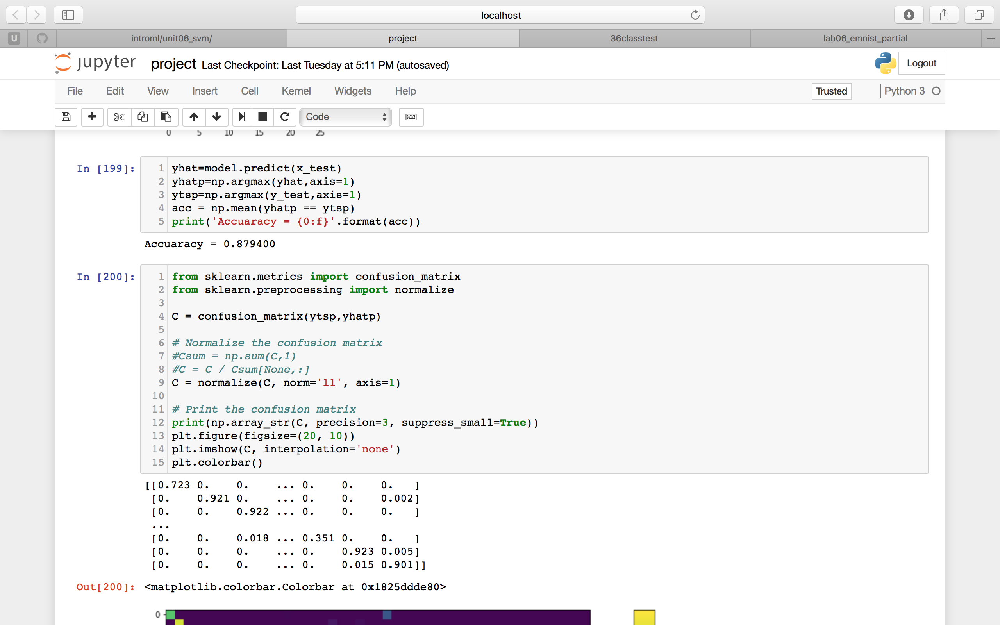 localhost
U
introml/unit06_svm/
project
36classtest
lab06_emnist_partial
jupyter project Last Checkpoint: Last Tuesday at 5:11 PM (autosaved)
Logout
File Edit View Insert Cell Kernel Widgets Help
Trusted
Python 3
Code
0 5 10 15 20 25
In [199]:
1 yhat=model.predict(x_test)
2 yhatp=np.argmax(yhat,axis=1)
3 ytsp=np.argmax(y_test,axis=1)
4 acc = np.mean(yhatp == ytsp)
5 print('Accuaracy = {0:f}'.format(acc))
Accuaracy = 0.879400
In [200]:
1 from sklearn.metrics import confusion_matrix
2 from sklearn.preprocessing import normalize
3
4 C = confusion_matrix(ytsp,yhatp)
5
6 # Normalize the confusion matrix
7 #Csum = np.sum(C,1)
8 #C = C / Csum[None,:]
9 C = normalize(C, norm='l1', axis=1)
10
11 # Print the confusion matrix
12 print(np.array_str(C, precision=3, suppress_small=True))
13 plt.figure(figsize=(20, 10))
14 plt.imshow(C, interpolation='none')
15 plt.colorbar()
[[0.723 0.    0.    ... 0.    0.    0.   ]
 [0.    0.921 0.    ... 0.    0.    0.002]
 [0.    0.    0.922 ... 0.    0.    0.   ]
 ...
 [0.    0.    0.018 ... 0.351 0.    0.   ]
 [0.    0.    0.    ... 0.    0.923 0.005]
 [0.    0.    0.    ... 0.    0.015 0.901]]
Out[200]: <matplotlib.colorbar.Colorbar at 0x1825ddde80>
0